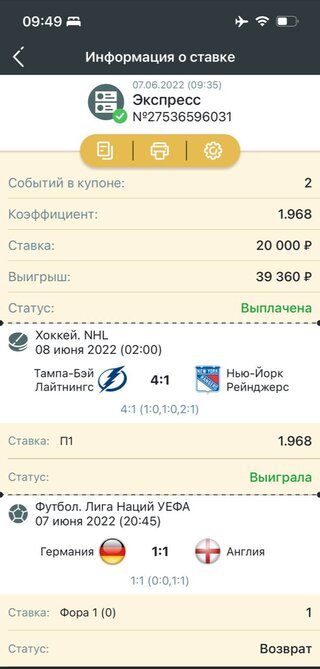 09:49
Информация о ставке
07.06.2022 (09:35)
Экспресс
№27536596031
Событий в купоне: 2
Коэффициент: 1.968
Ставка: 20 000 ₽
Выигрыш: 39 360 ₽
Статус: Выплачена
Хоккей. NHL
08 июня 2022 (02:00)
Тампа-Бэй
Лайтнингс
4:1
NEW YORK
RANGERS
Нью-Йорк
Рейнджерс
4:1 (1:0,1:0,2:1)
Ставка: П1 1.968
Статус: Выиграла
Футбол. Лига Наций УЕФА
07 июня 2022 (20:45)
Германия 1:1 Англия
1:1 (0:0,1:1)
Ставка: Фора 1 (0) 1
Статус: Возврат